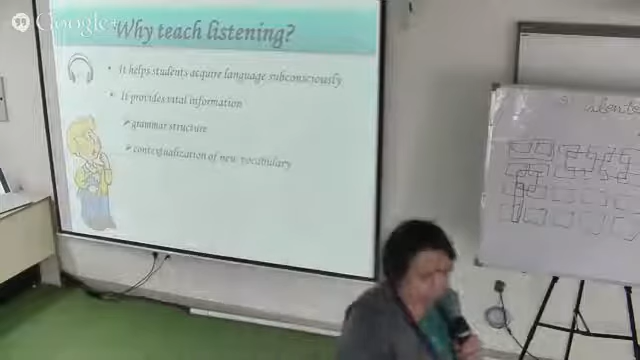 Google+
Why teach listening?
• It helps students acquire language subconsciously
• It provides vital information
➢ grammar structure
➢ contextualization of new vocabulary